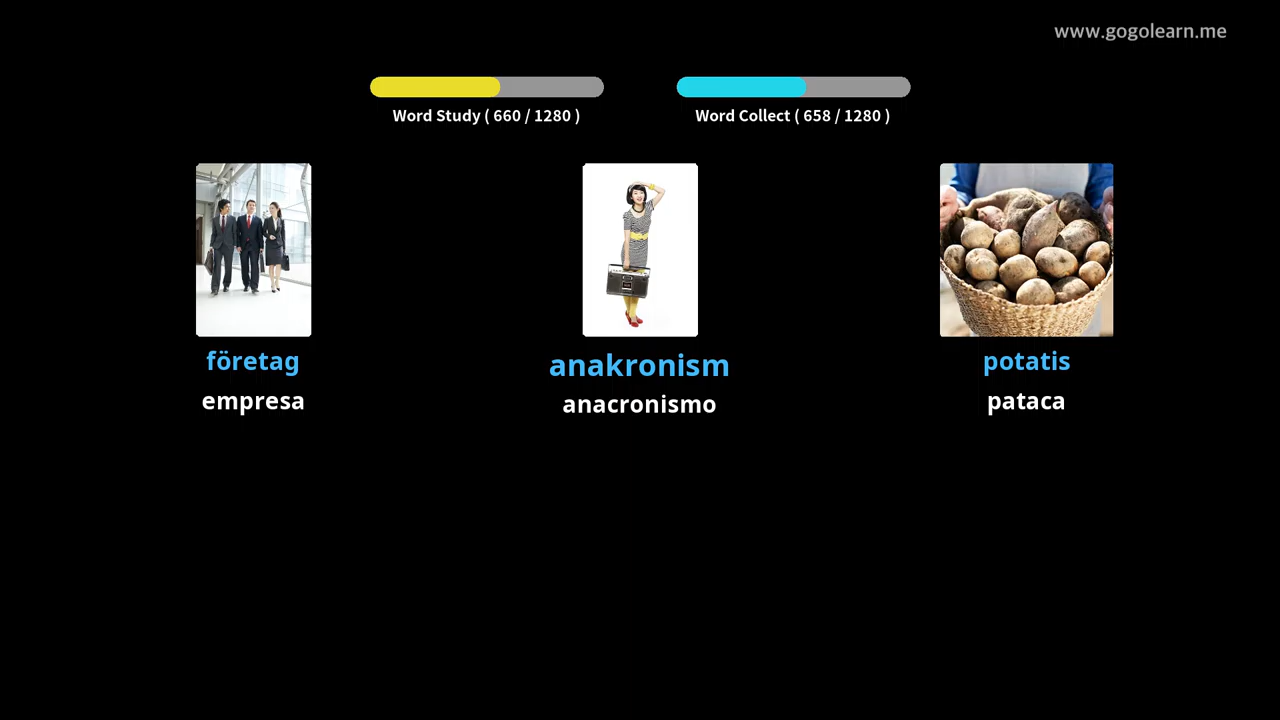 www.gogolearn.me
Word Study ( 660 / 1280 )
Word Collect ( 658 / 1280 )
företag
empresa
anakronism
anacronismo
potatis
pataca